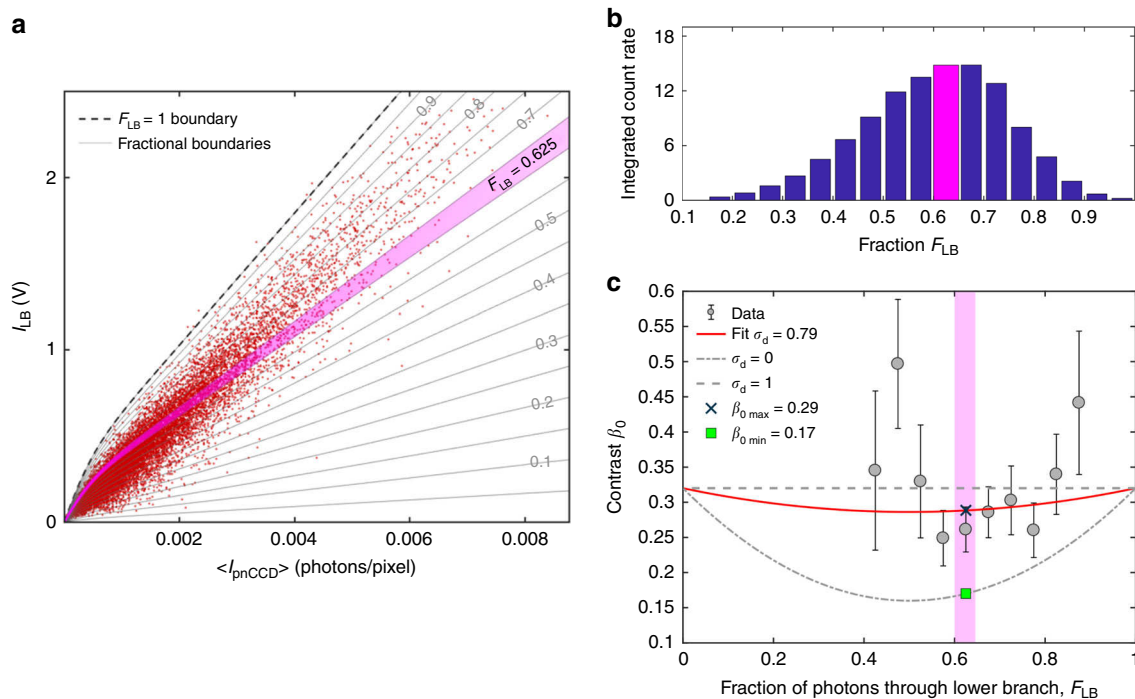 a
I_LB (V)
2
1
0
0.002
0.004
0.006
0.008
<I_pnCCD> (photons/pixel)
F_LB = 1 boundary
Fractional boundaries
0.9
0.8
0.7
F_LB = 0.625
0.5
0.4
0.3
0.2
0.1
b
Integrated count rate
18
12
6
0
0.1
0.2
0.3
0.4
0.5
0.6
0.7
0.8
0.9
Fraction F_LB
c
Contrast β_0
0.6
0.55
0.5
0.45
0.4
0.35
0.3
0.25
0.2
0.15
0.1
Data
Fit σ_d = 0.79
σ_d = 0
σ_d = 1
β_0 max = 0.29
β_0 min = 0.17
0
0.2
0.4
0.6
0.8
1
Fraction of photons through lower branch, F_LB